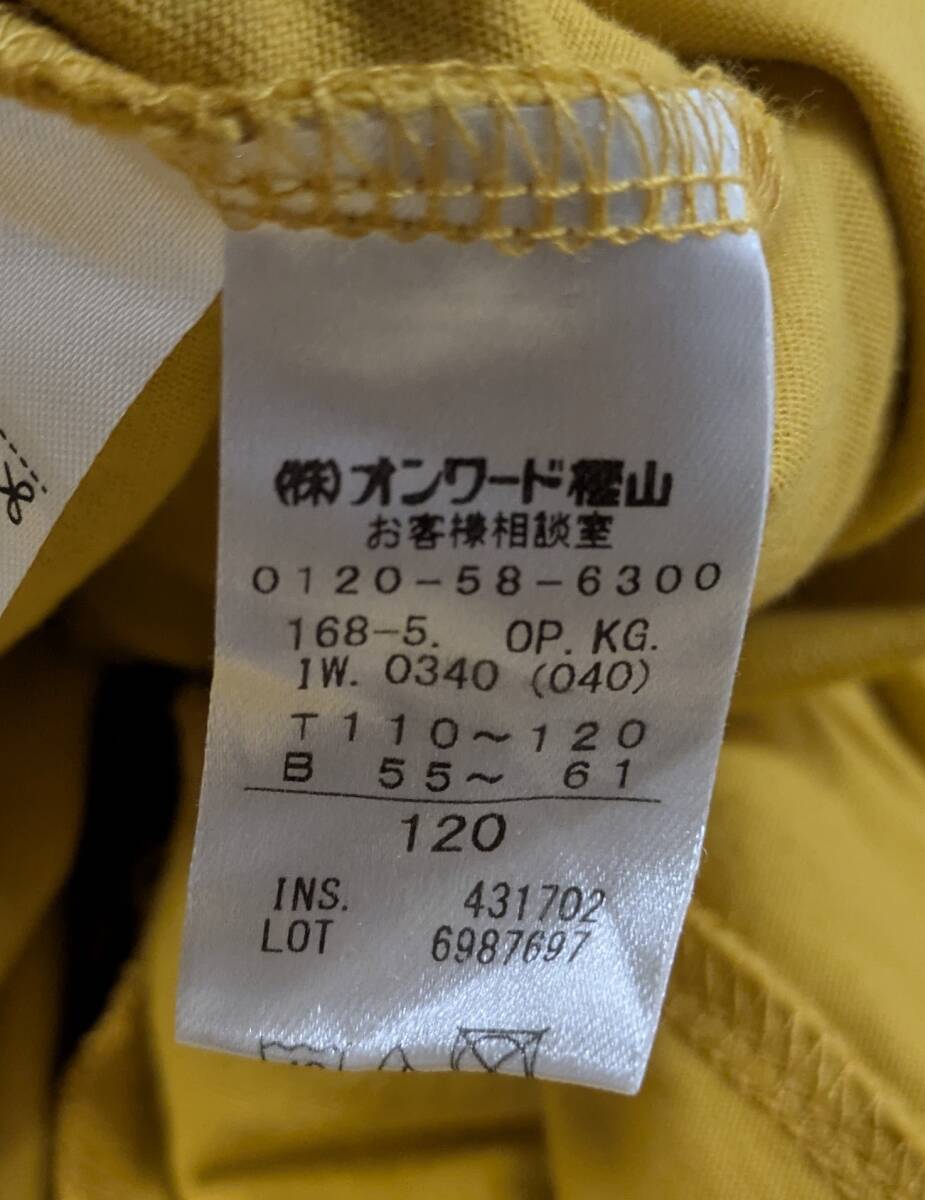 (株)オンワード樫山
お客様相談室
0120-58-6300
168-5. OP. KG.
IW. 0340 (040)
T 110~120
B 55~ 61
120
INS. 431702
LOT 6987697